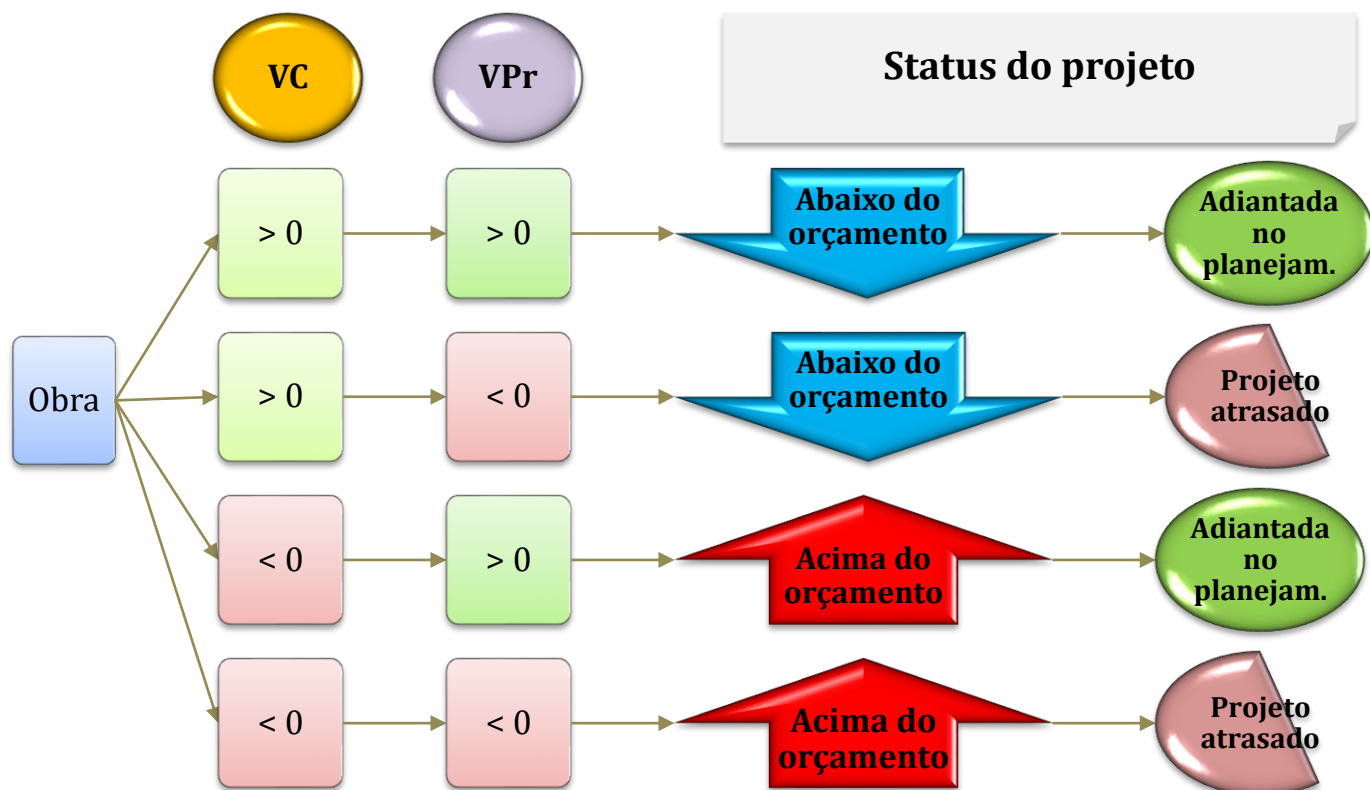 VC
VPr
Status do projeto
> 0
> 0
Abaixo do
orçamento
Adiantada
no
planejam.
Obra
> 0
< 0
Abaixo do
orçamento
Projeto
atrasado
< 0
> 0
Acima do
orçamento
Adiantada
no
planejam.
< 0
< 0
Acima do
orçamento
Projeto
atrasado